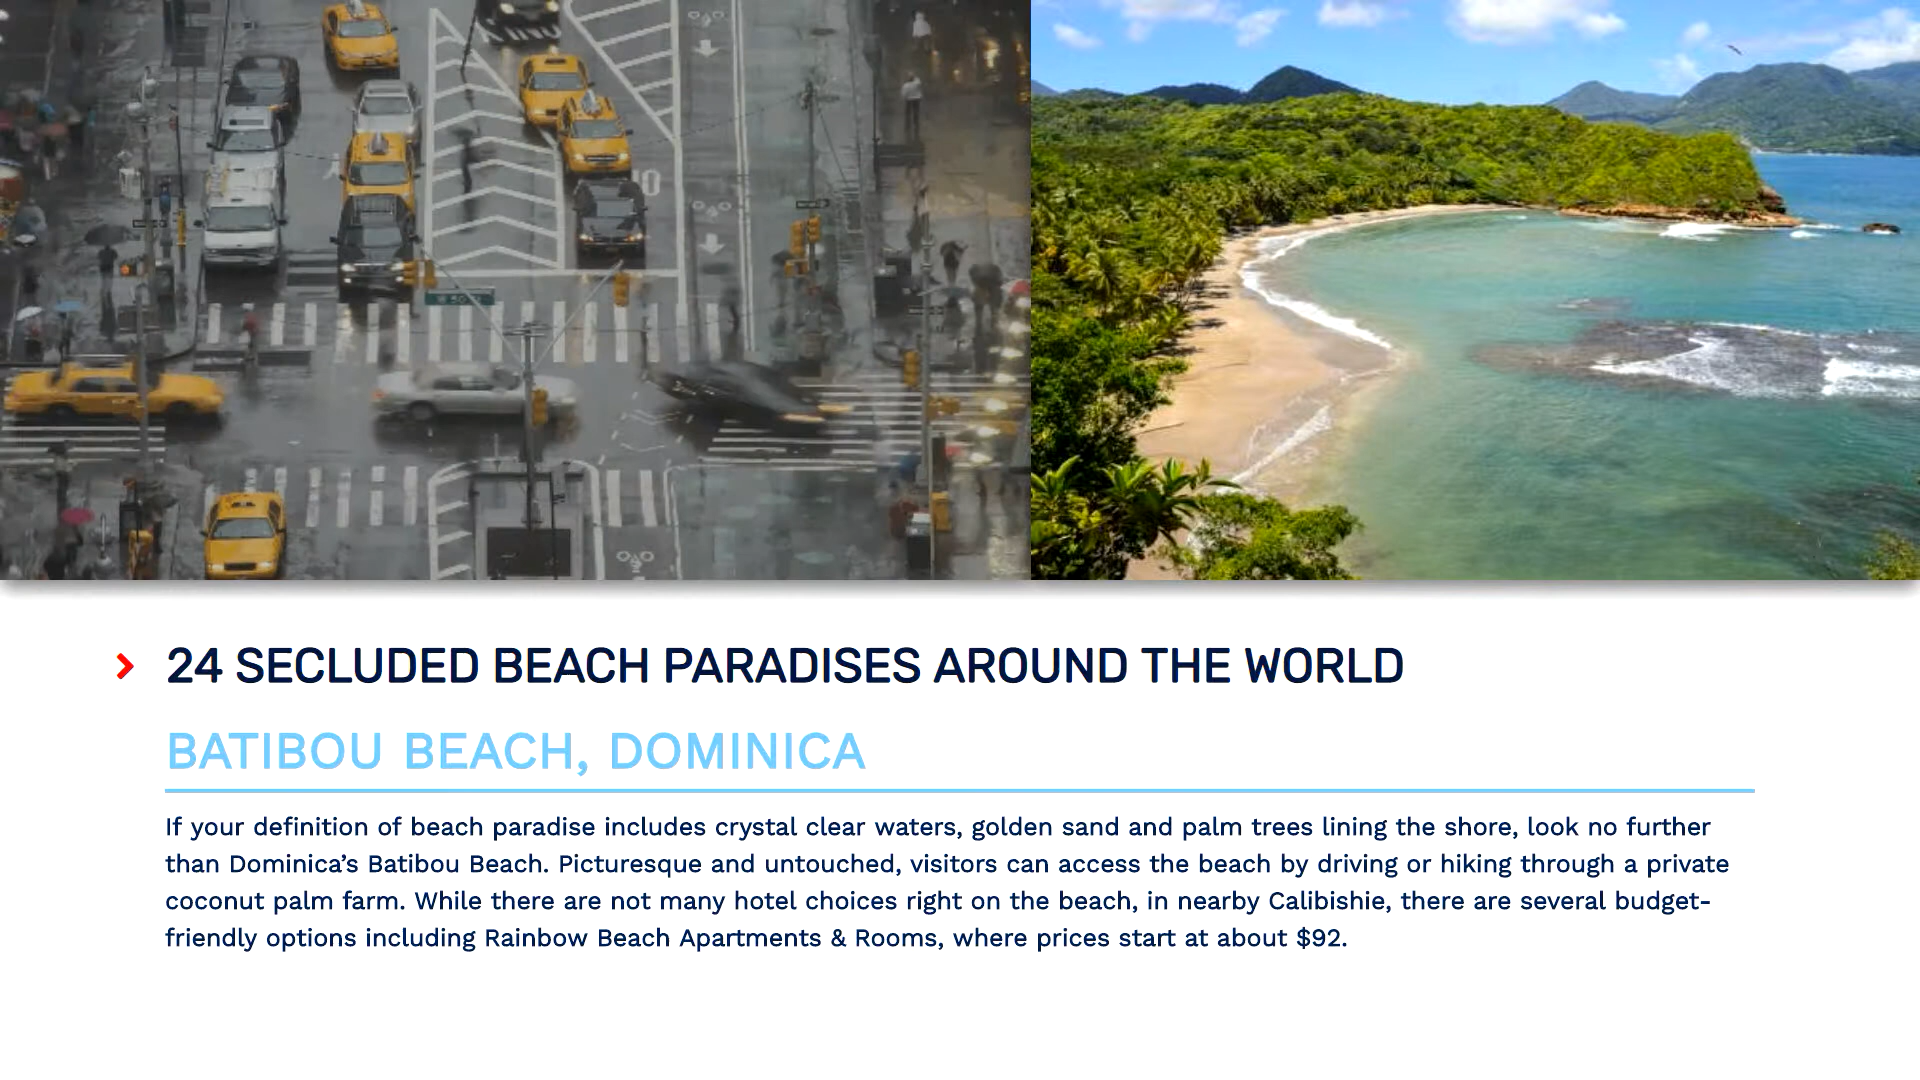 24 SECLUDED BEACH PARADISES AROUND THE WORLD
BATIBOU BEACH, DOMINICA
If your definition of beach paradise includes crystal clear waters, golden sand and palm trees lining the shore, look no further
than Dominica’s Batibou Beach. Picturesque and untouched, visitors can access the beach by driving or hiking through a private
coconut palm farm. While there are not many hotel choices right on the beach, in nearby Calibishie, there are several budget-
friendly options including Rainbow Beach Apartments & Rooms, where prices start at about $92.